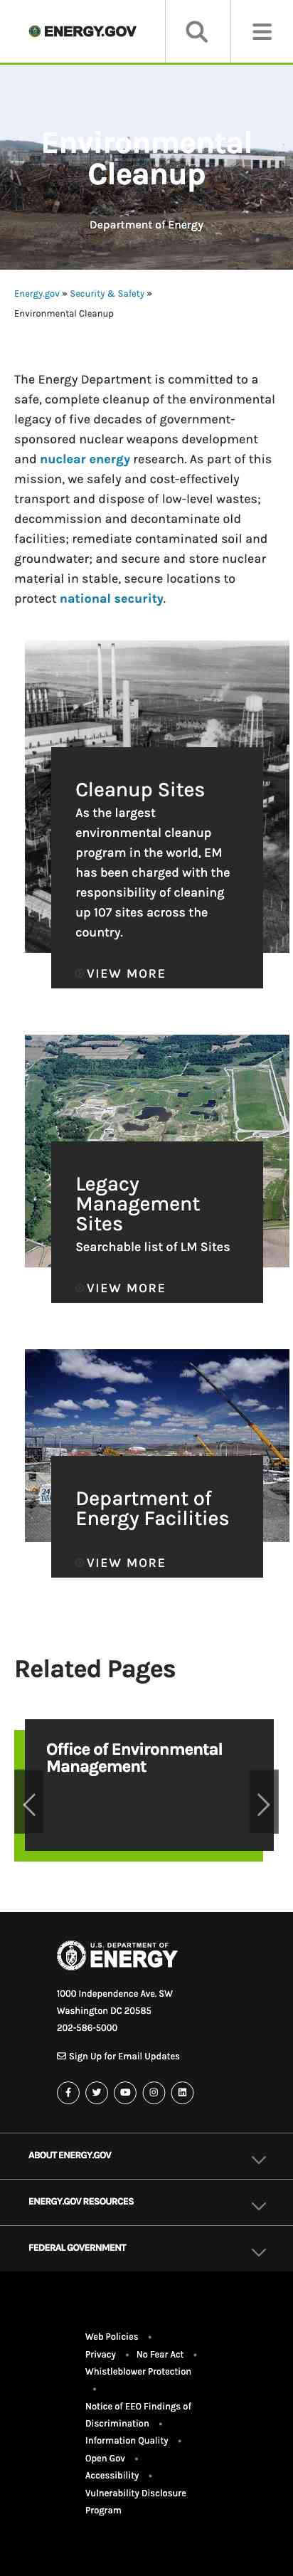 ENERGY.GOV
Environmental
Cleanup
Department of Energy
Energy.gov » Security & Safety »
Environmental Cleanup
The Energy Department is committed to a
safe, complete cleanup of the environmental
legacy of five decades of government-
sponsored nuclear weapons development
and nuclear energy research. As part of this
mission, we safely and cost-effectively
transport and dispose of low-level wastes;
decommission and decontaminate old
facilities; remediate contaminated soil and
groundwater; and secure and store nuclear
material in stable, secure locations to
protect national security.
Cleanup Sites
As the largest
environmental cleanup
program in the world, EM
has been charged with the
responsibility of cleaning
up 107 sites across the
country.
VIEW MORE
Legacy
Management
Sites
Searchable list of LM Sites
VIEW MORE
Department of
Energy Facilities
VIEW MORE
Related Pages
Office of Environmental
Management
U.S. DEPARTMENT OF
ENERGY
1000 Independence Ave. SW
Washington DC 20585
202-586-5000
Sign Up for Email Updates
ABOUT ENERGY.GOV
ENERGY.GOV RESOURCES
FEDERAL GOVERNMENT
Web Policies •
Privacy • No Fear Act •
Whistleblower Protection
•
Notice of EEO Findings of
Discrimination •
Information Quality •
Open Gov •
Accessibility •
Vulnerability Disclosure
Program